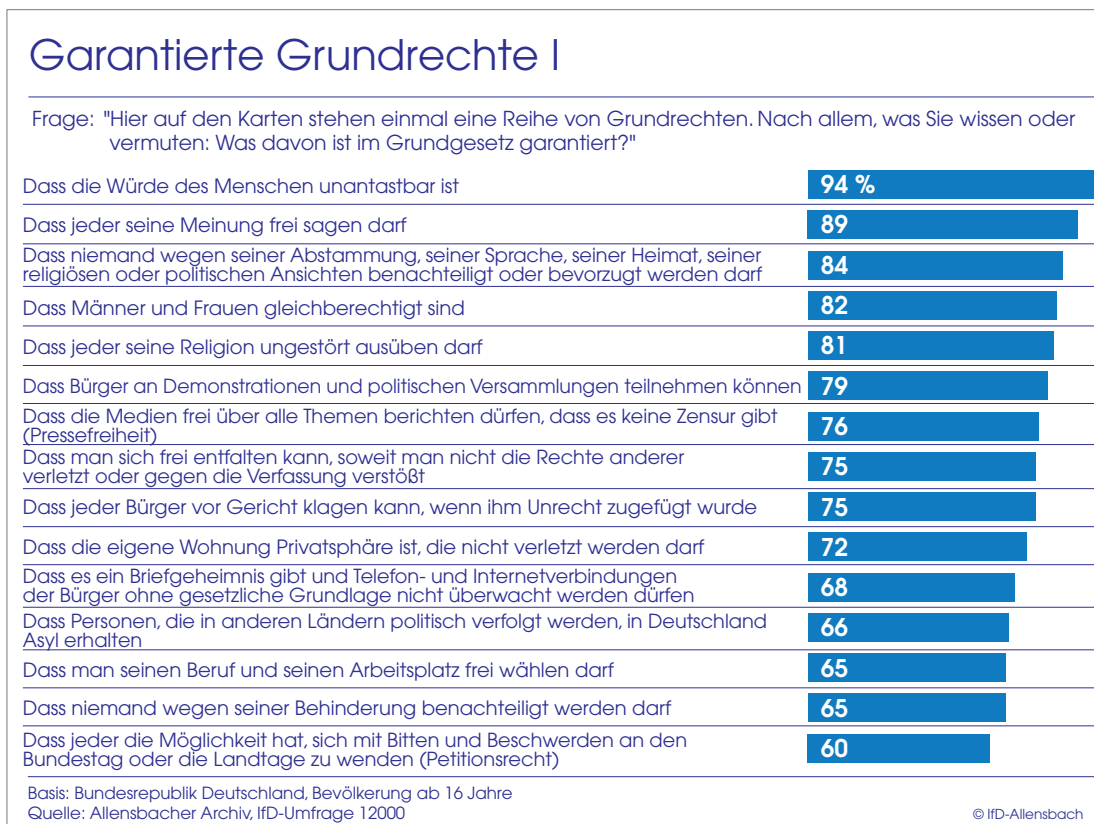 Garantierte Grundrechte I
Frage: "Hier auf den Karten stehen einmal eine Reihe von Grundrechten. Nach allem, was Sie wissen oder
vermuten: Was davon ist im Grundgesetz garantiert?"
Dass die Würde des Menschen unantastbar ist 94 %
Dass jeder seine Meinung frei sagen darf 89
Dass niemand wegen seiner Abstammung, seiner Sprache, seiner Heimat, seiner
religiösen oder politischen Ansichten benachteiligt oder bevorzugt werden darf 84
Dass Männer und Frauen gleichberechtigt sind 82
Dass jeder seine Religion ungestört ausüben darf 81
Dass Bürger an Demonstrationen und politischen Versammlungen teilnehmen können 79
Dass die Medien frei über alle Themen berichten dürfen, dass es keine Zensur gibt
(Pressefreiheit) 76
Dass man sich frei entfalten kann, soweit man nicht die Rechte anderer
verletzt oder gegen die Verfassung verstößt 75
Dass jeder Bürger vor Gericht klagen kann, wenn ihm Unrecht zugefügt wurde 75
Dass die eigene Wohnung Privatsphäre ist, die nicht verletzt werden darf 72
Dass es ein Briefgeheimnis gibt und Telefon- und Internetverbindungen
der Bürger ohne gesetzliche Grundlage nicht überwacht werden dürfen 68
Dass Personen, die in anderen Ländern politisch verfolgt werden, in Deutschland
Asyl erhalten 66
Dass man seinen Beruf und seinen Arbeitsplatz frei wählen darf 65
Dass niemand wegen seiner Behinderung benachteiligt werden darf 65
Dass jeder die Möglichkeit hat, sich mit Bitten und Beschwerden an den
Bundestag oder die Landtage zu wenden (Petitionsrecht) 60
Basis: Bundesrepublik Deutschland, Bevölkerung ab 16 Jahre
Quelle: Allensbacher Archiv, IfD-Umfrage 12000 © IfD-Allensbach